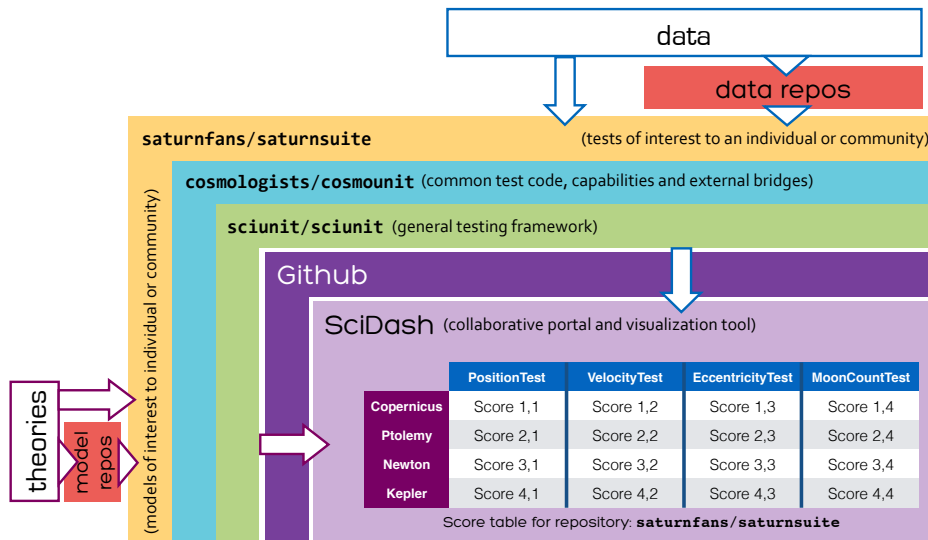 data
data repos
saturnfans/saturnsuite (tests of interest to an individual or community)
cosmologists/cosmounit (common test code, capabilities and external bridges)
sciunit/sciunit (general testing framework)
Github
SciDash (collaborative portal and visualization tool)
(models of interest to individual or community)
theories
model
repos
PositionTest VelocityTest EccentricityTest MoonCountTest
Copernicus Score 1,1 Score 1,2 Score 1,3 Score 1,4
Ptolemy Score 2,1 Score 2,2 Score 2,3 Score 2,4
Newton Score 3,1 Score 3,2 Score 3,3 Score 3,4
Kepler Score 4,1 Score 4,2 Score 4,3 Score 4,4
Score table for repository: saturnfans/saturnsuite